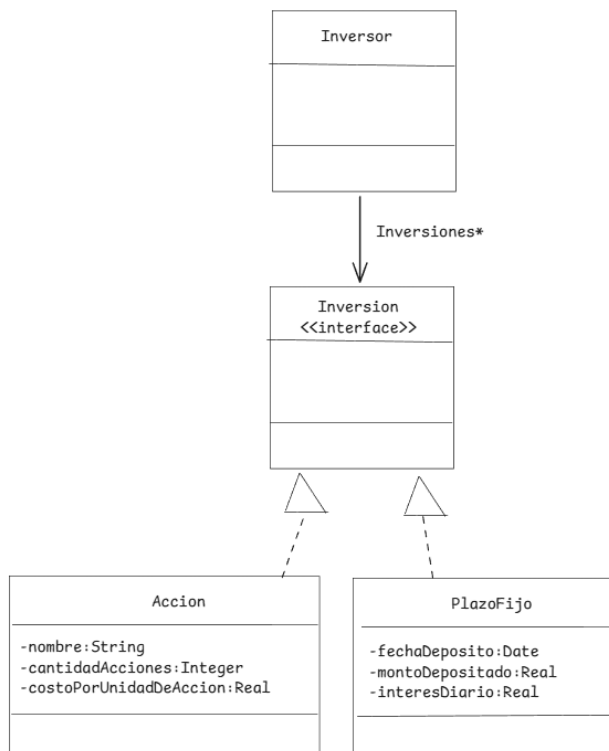 Inversor
Inversiones*
Inversion
<<interface>>
Accion
-nombre:String
-cantidadAcciones:Integer
-costoPorUnidadDeAccion:Real
PlazoFijo
-fechaDeposito:Date
-montoDepositado:Real
-interesDiario:Real